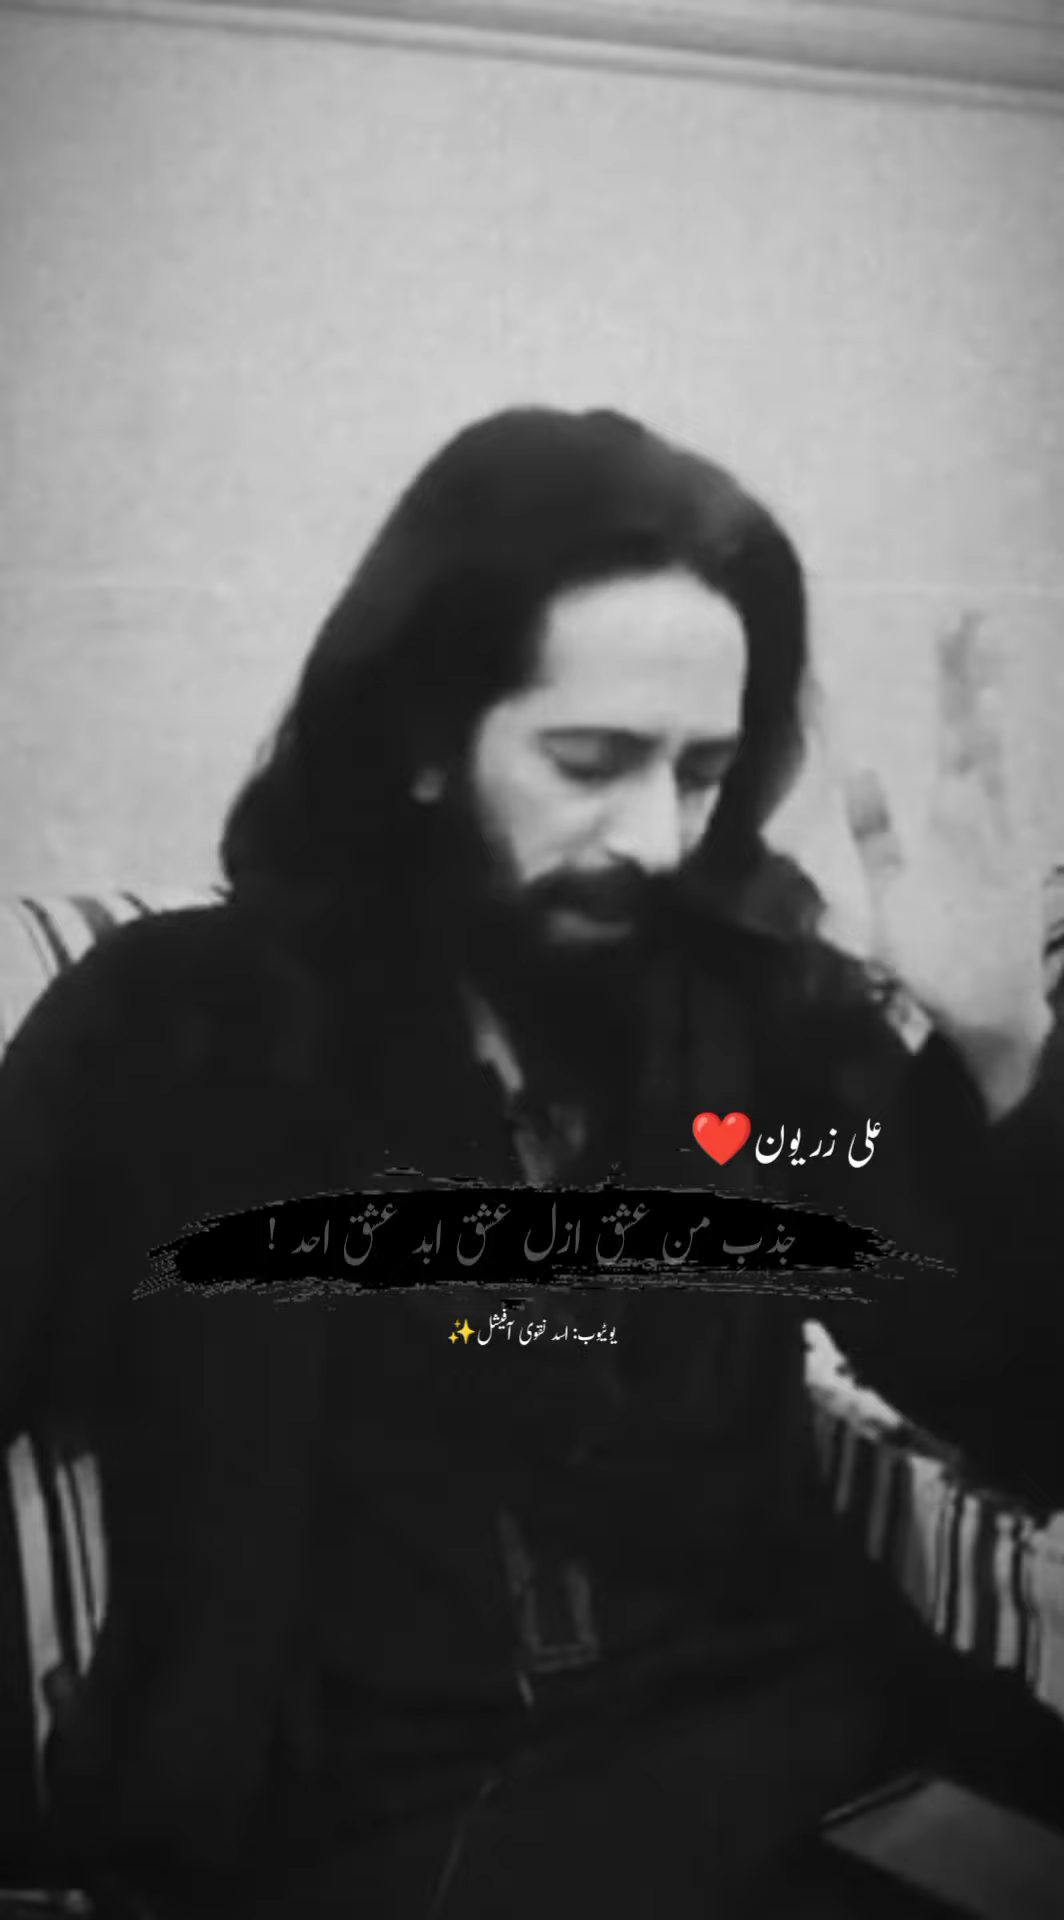 علی زریون❤️
جذبِ من عشق ازل عشق ابد عشق احد !
یوٹیوب: اسد نقوی آفیشل✨